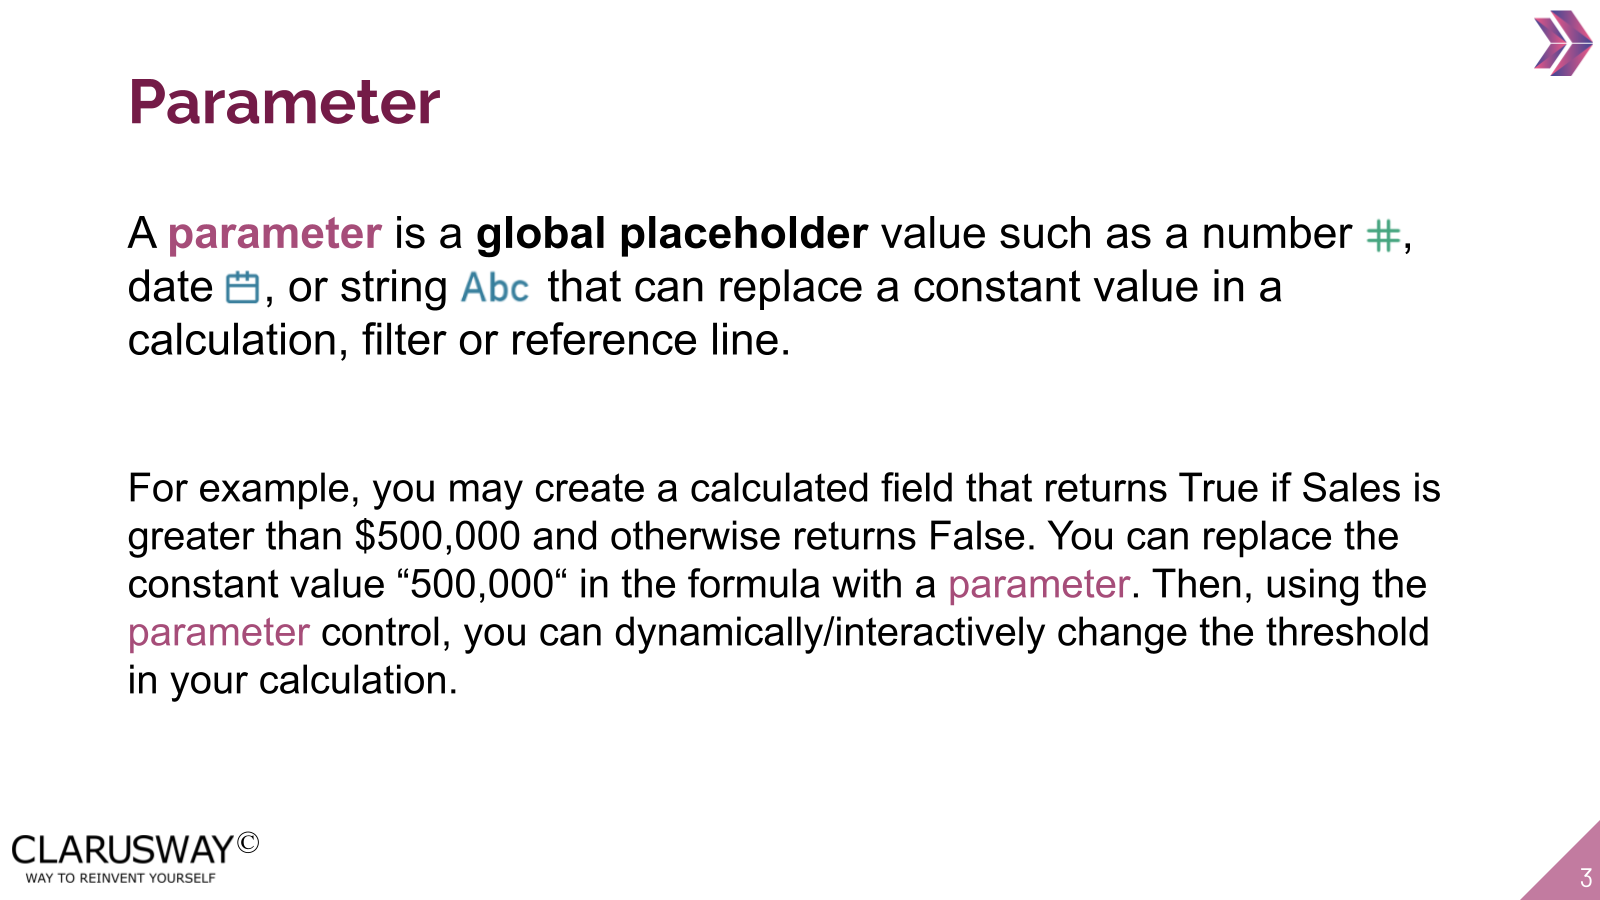 Parameter
A parameter is a global placeholder value such as a number #,
date , or string Abc that can replace a constant value in a
calculation, filter or reference line.
For example, you may create a calculated field that returns True if Sales is
greater than $500,000 and otherwise returns False. You can replace the
constant value “500,000“ in the formula with a parameter. Then, using the
parameter control, you can dynamically/interactively change the threshold
in your calculation.
CLARUSWAY©
WAY TO REINVENT YOURSELF
3